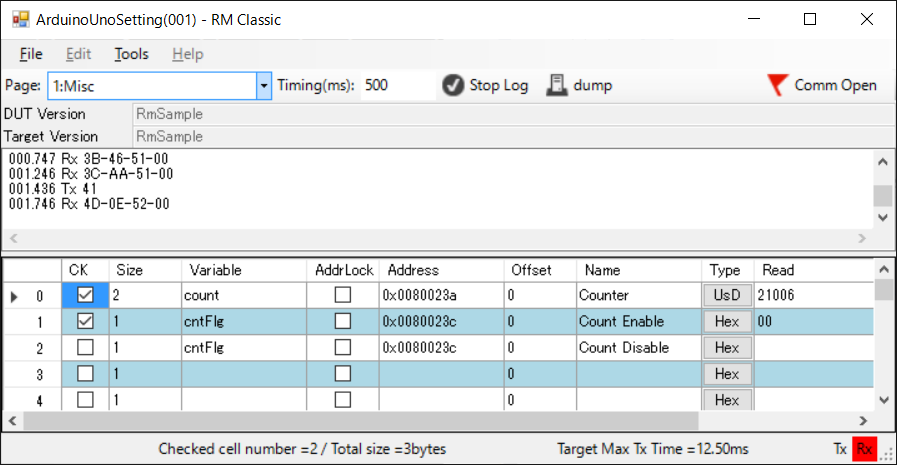 ArduinoUnoSetting(001) - RM Classic
File Edit Tools Help
Page: 1:Misc Timing(ms): 500 Stop Log dump Comm Open
DUT Version RmSample
Target Version RmSample
000.747 Rx 3B-46-51-00
001.246 Rx 3C-AA-51-00
001.436 Tx 41
001.746 Rx 4D-0E-52-00
CK Size Variable AddrLock Address Offset Name Type Read
0 2 count 0x0080023a 0 Counter UsD 21006
1 1 cntFlg 0x0080023c 0 Count Enable Hex 00
2 1 cntFlg 0x0080023c 0 Count Disable Hex
3 1 0 Hex
4 1 0 Hex
Checked cell number =2 / Total size =3bytes Target Max Tx Time =12.50ms Tx Rx